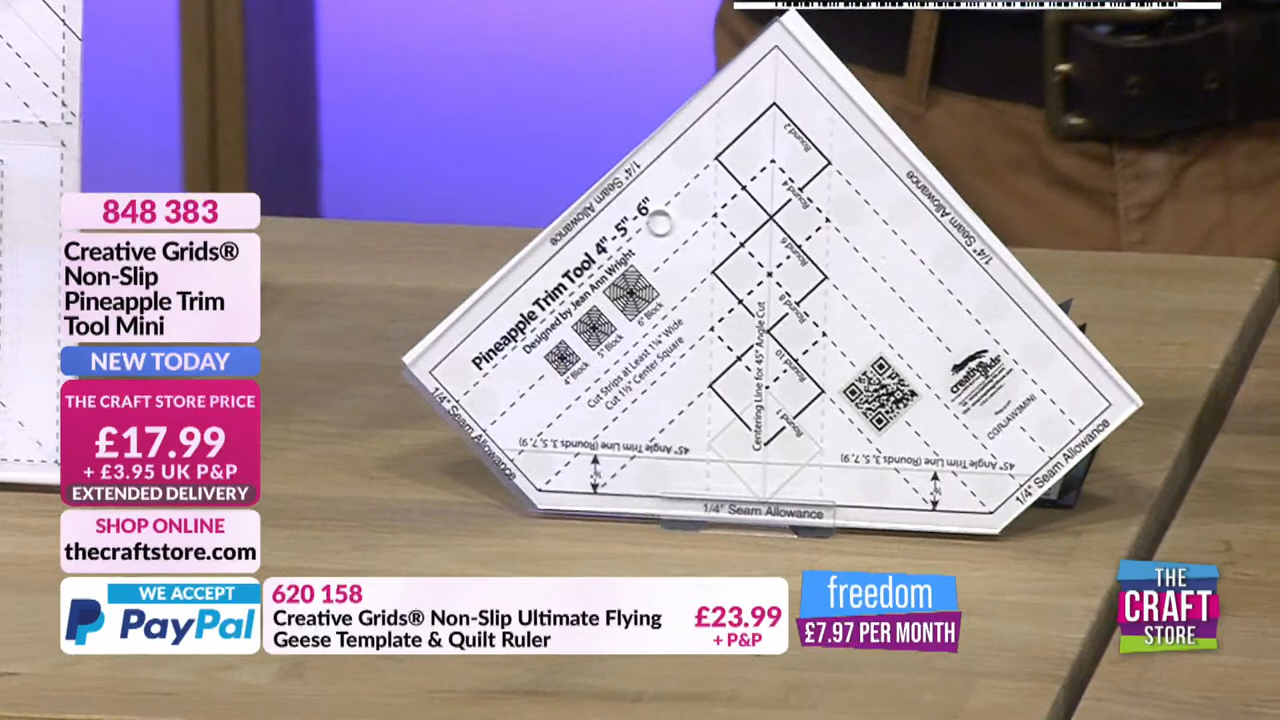 848 383
Creative Grids®
Non-Slip
Pineapple Trim
Tool Mini
NEW TODAY
THE CRAFT STORE PRICE
£17.99
+ £3.95 UK P&P
EXTENDED DELIVERY
SHOP ONLINE
thecraftstore.com
WE ACCEPT
PayPal
620 158
Creative Grids® Non-Slip Ultimate Flying
Geese Template & Quilt Ruler
£23.99
+ P&P
freedom
£7.97 PER MONTH
THE
CRAFT
STORE
Pineapple Trim Tool 4" - 5" - 6"
Designed by Jean Ann Wright
4" Block
5" Block
6" Block
Cut Strips at Least 1¼" Wide
Cut 1½" Center Square
1/4" Seam Allowance
1/4" Seam Allowance
1/4" Seam Allowance
1/4" Seam Allowance
1/4" Seam Allowance
Round 2
Round 4
Round 6
Round 8
Round 10
Round 1
Centering Line for 45° Angle Cut
45° Angle Trim Line (Rounds 3, 5, 7, 9)
45° Angle Trim Line (Rounds 3, 5, 7, 9)
creative grids
CGRJAW3MINI